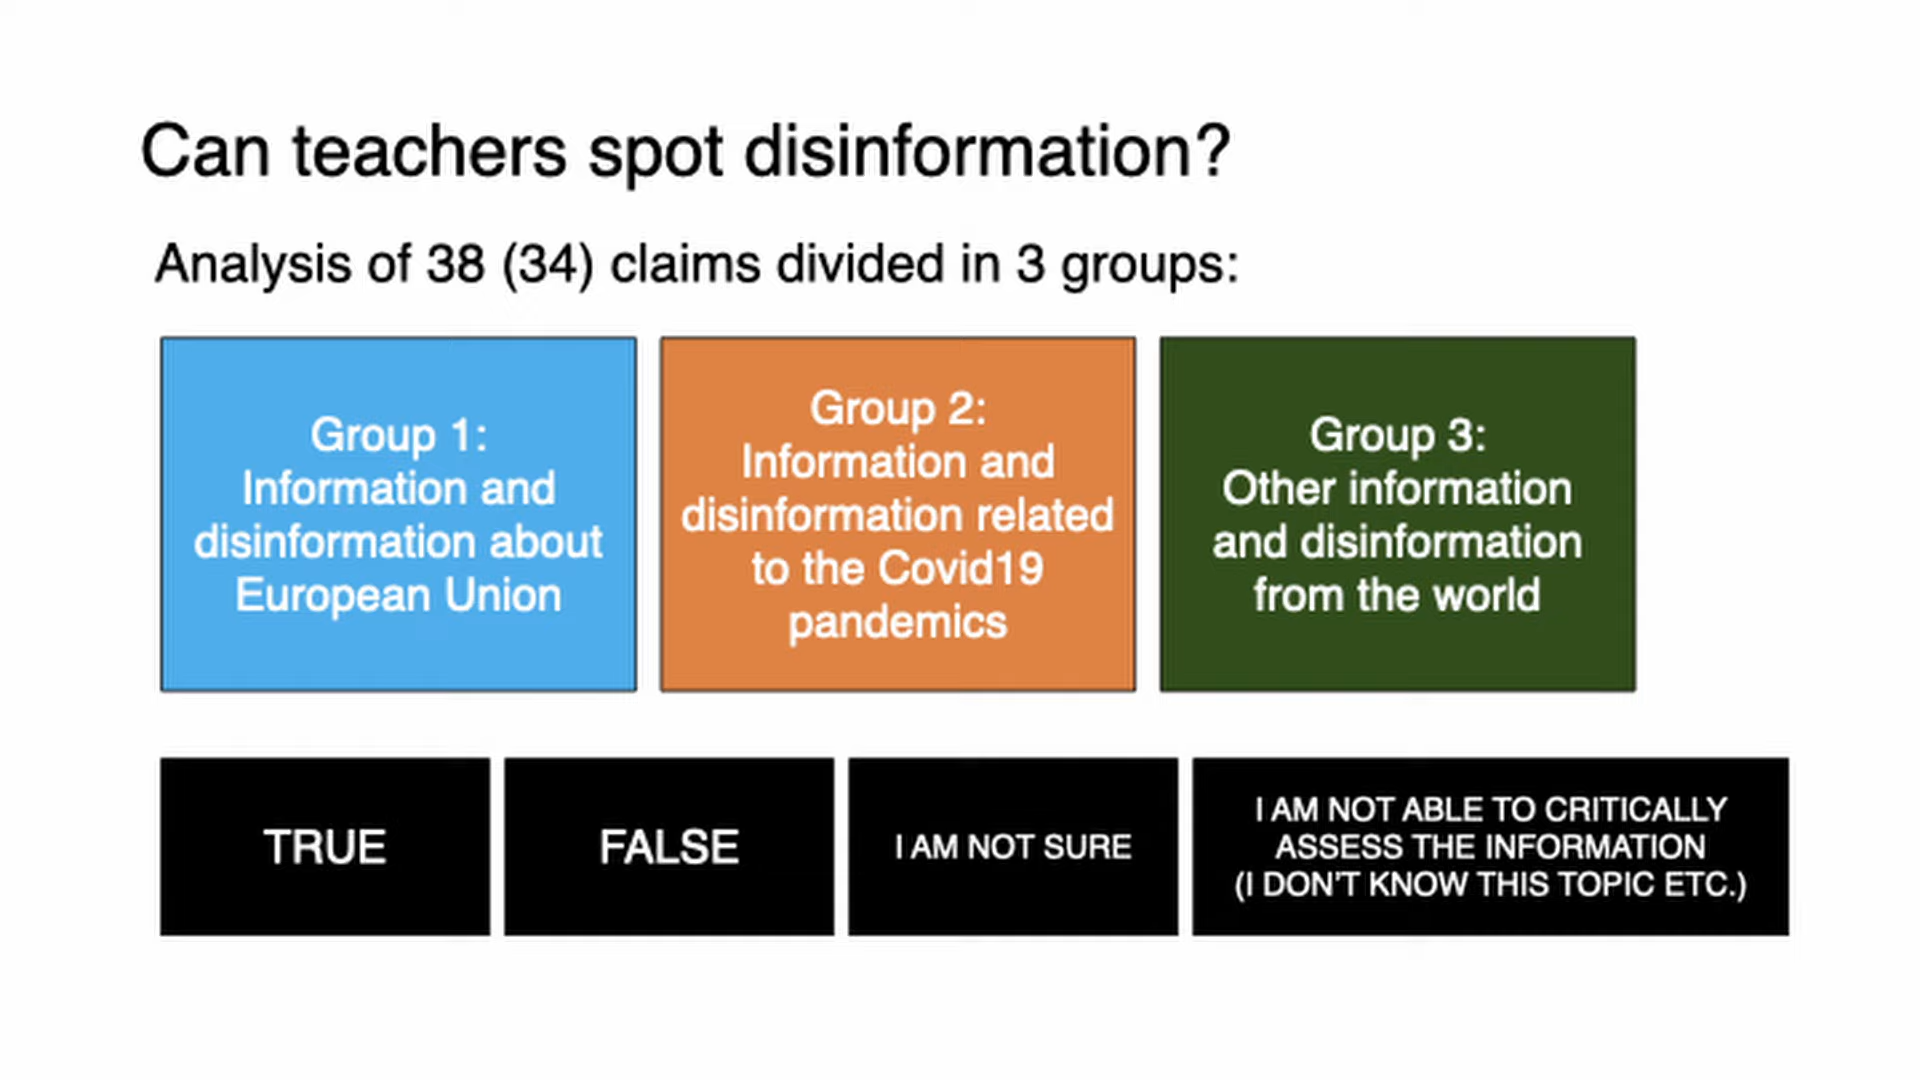 Can teachers spot disinformation?
Analysis of 38 (34) claims divided in 3 groups:
Group 1:
Information and
disinformation about
European Union
Group 2:
Information and
disinformation related
to the Covid19
pandemics
Group 3:
Other information
and disinformation
from the world
TRUE
FALSE
I AM NOT SURE
I AM NOT ABLE TO CRITICALLY
ASSESS THE INFORMATION
(I DON'T KNOW THIS TOPIC ETC.)